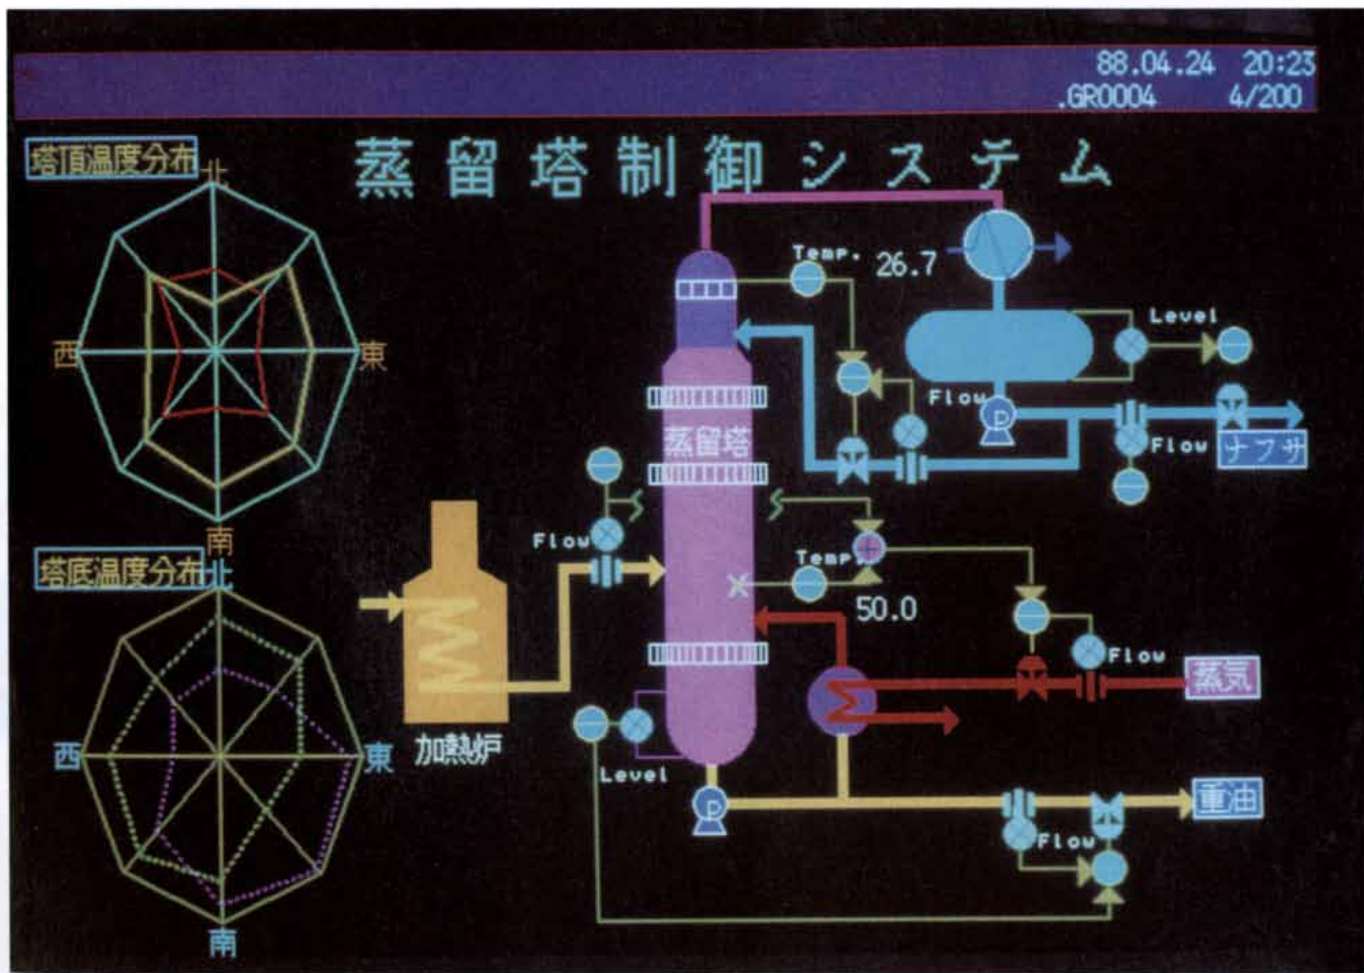 88.04.24 20:23
.GR0004 4/200
蒸留塔制御システム
塔頂温度分布
北
西
東
南
塔底温度分布
北
西
東
南
Temp.
26.7
Level
Flow
P
Flow
ナフサ
蒸留塔
Flow
Temp.
50.0
Flow
蒸気
加熱炉
Level
P
重油
Flow